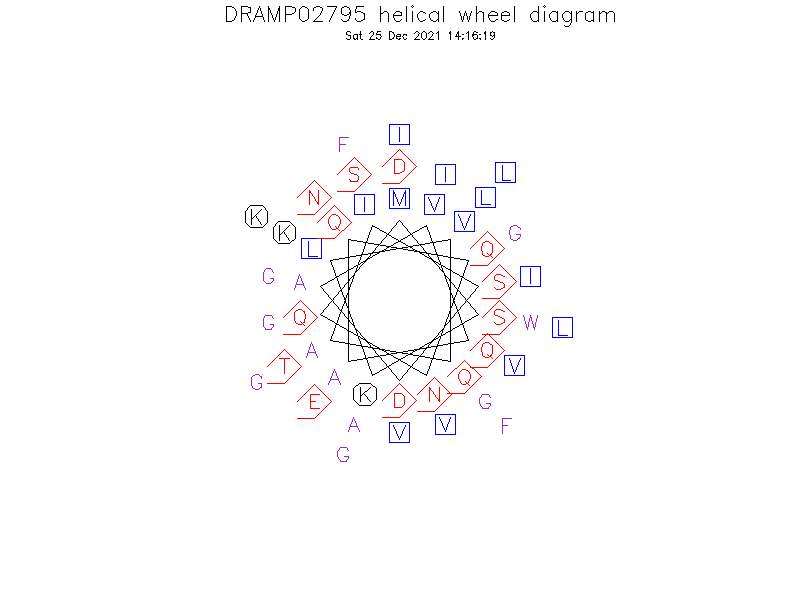 DRAMP02795 helical wheel diagram
Sat 25 Dec 2021 14:16:19
I
F
S D I L
N I M V L
K Q V
K G
L Q
G A S I
G Q S W L
A Q
T V
G A Q
E K D N G
A V V F
G